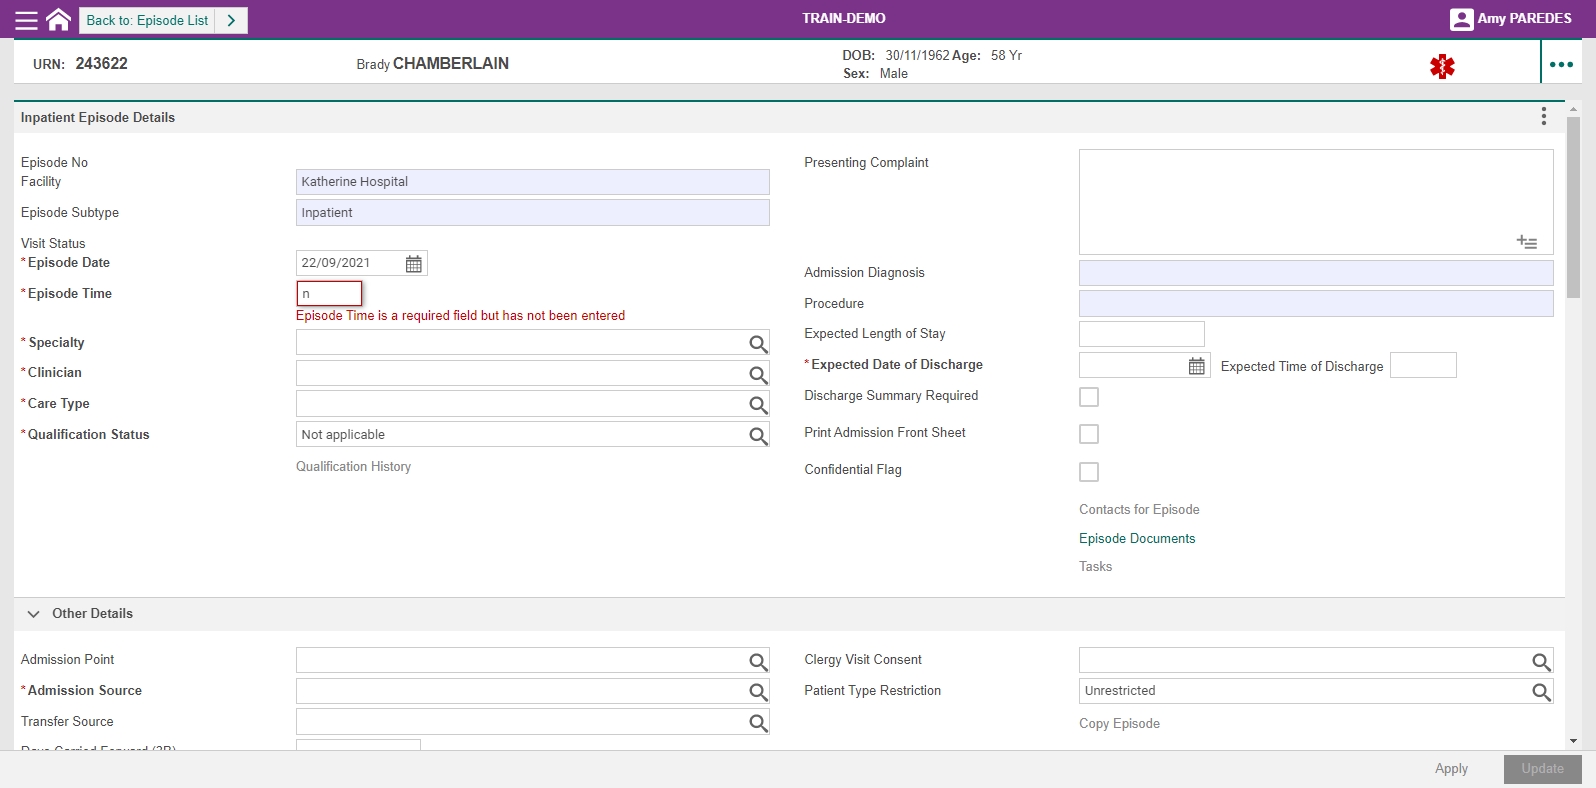 Back to: Episode List
TRAIN-DEMO
Amy PAREDES
URN: 243622
Brady CHAMBERLAIN
DOB: 30/11/1962 Age: 58 Yr
Sex: Male
Inpatient Episode Details
Episode No
Facility Katherine Hospital
Episode Subtype Inpatient
Visit Status
*Episode Date 22/09/2021
*Episode Time n
Episode Time is a required field but has not been entered
*Specialty
*Clinician
*Care Type
*Qualification Status Not applicable
Qualification History
Presenting Complaint
Admission Diagnosis
Procedure
Expected Length of Stay
*Expected Date of Discharge Expected Time of Discharge
Discharge Summary Required
Print Admission Front Sheet
Confidential Flag
Contacts for Episode
Episode Documents
Tasks
Other Details
Admission Point
*Admission Source
Transfer Source
Days Carried Forward (3B)
Clergy Visit Consent
Patient Type Restriction Unrestricted
Copy Episode
Apply Update